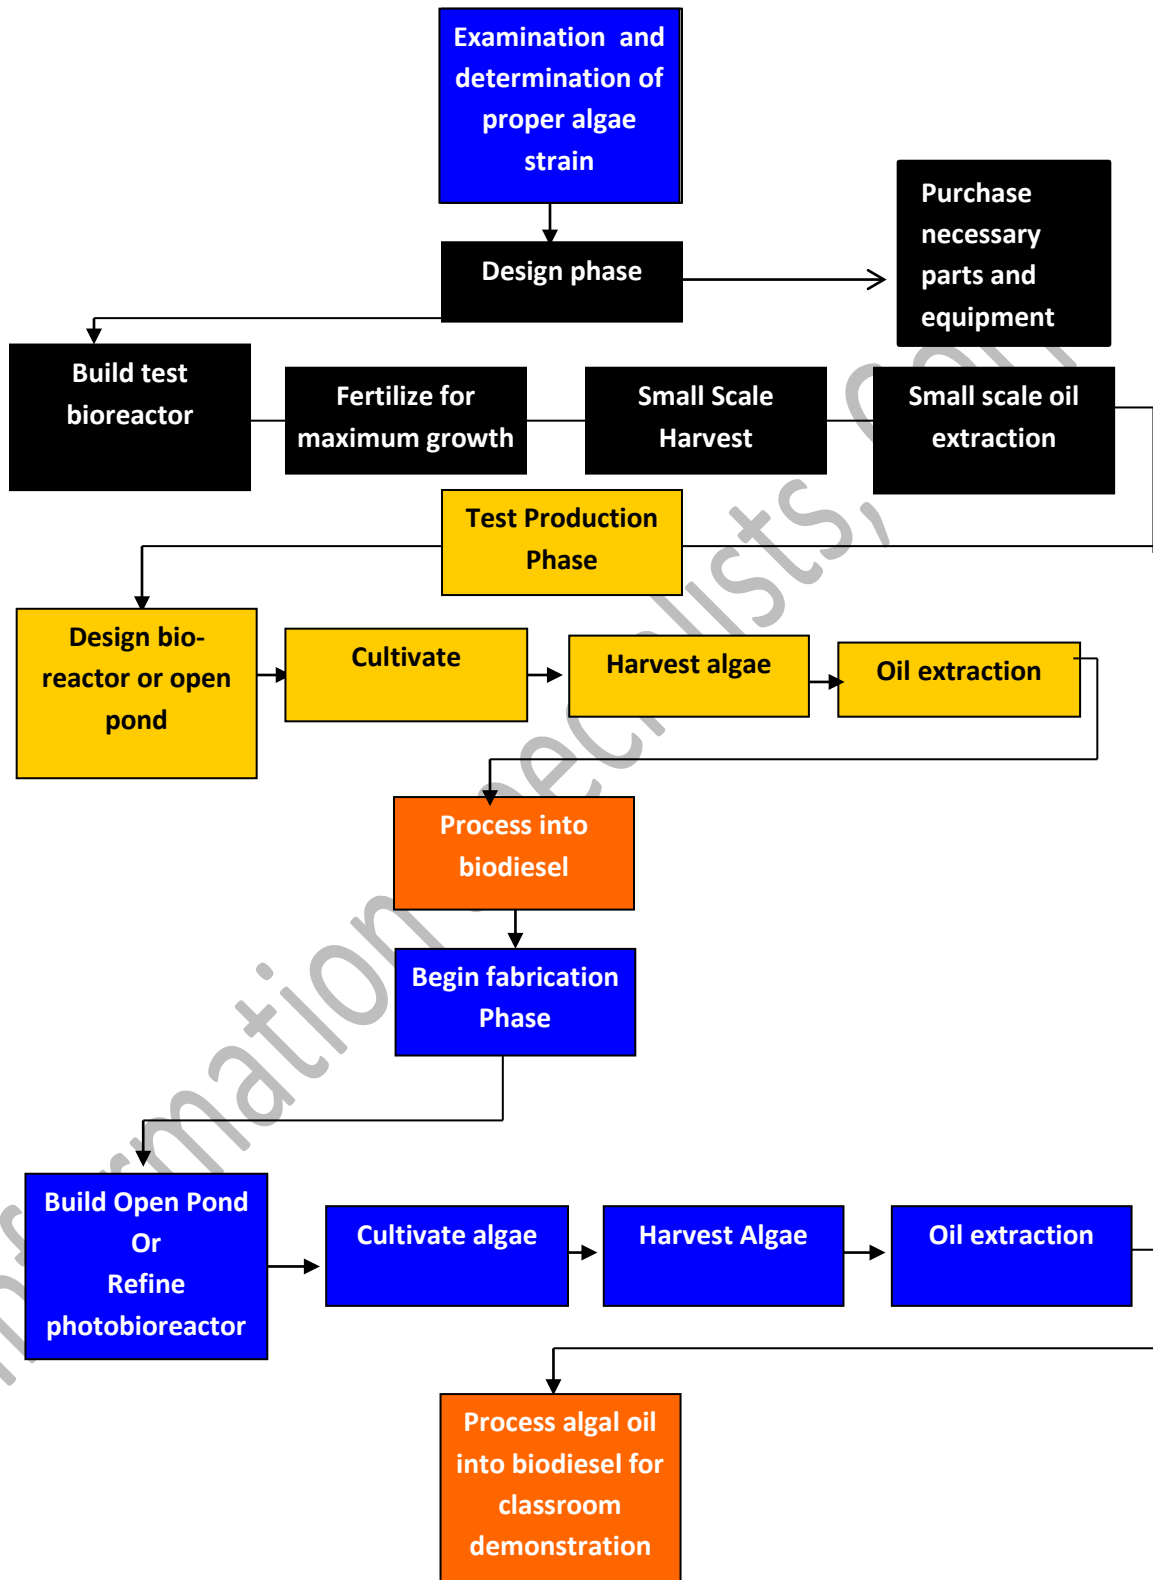 Examination and
determination of
proper algae
strain
Purchase
necessary
parts and
equipment
Design phase
Build test
bioreactor
Fertilize for
maximum growth
Small Scale
Harvest
Small scale oil
extraction
Test Production
Phase
Design bio-
reactor or open
pond
Cultivate
Harvest algae
Oil extraction
Process into
biodiesel
Begin fabrication
Phase
Build Open Pond
Or
Refine
photobioreactor
Cultivate algae
Harvest Algae
Oil extraction
Process algal oil
into biodiesel for
classroom
demonstration